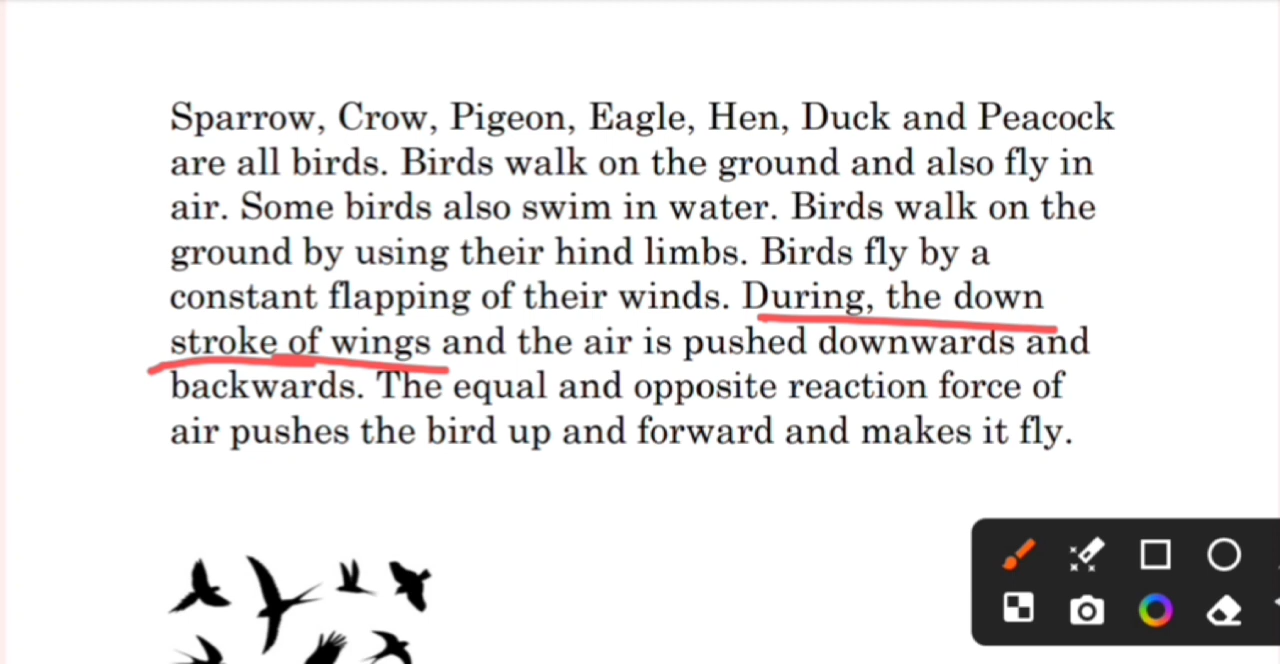 Sparrow, Crow, Pigeon, Eagle, Hen, Duck and Peacock
are all birds. Birds walk on the ground and also fly in
air. Some birds also swim in water. Birds walk on the
ground by using their hind limbs. Birds fly by a
constant flapping of their winds. During, the down
stroke of wings and the air is pushed downwards and
backwards. The equal and opposite reaction force of
air pushes the bird up and forward and makes it fly.